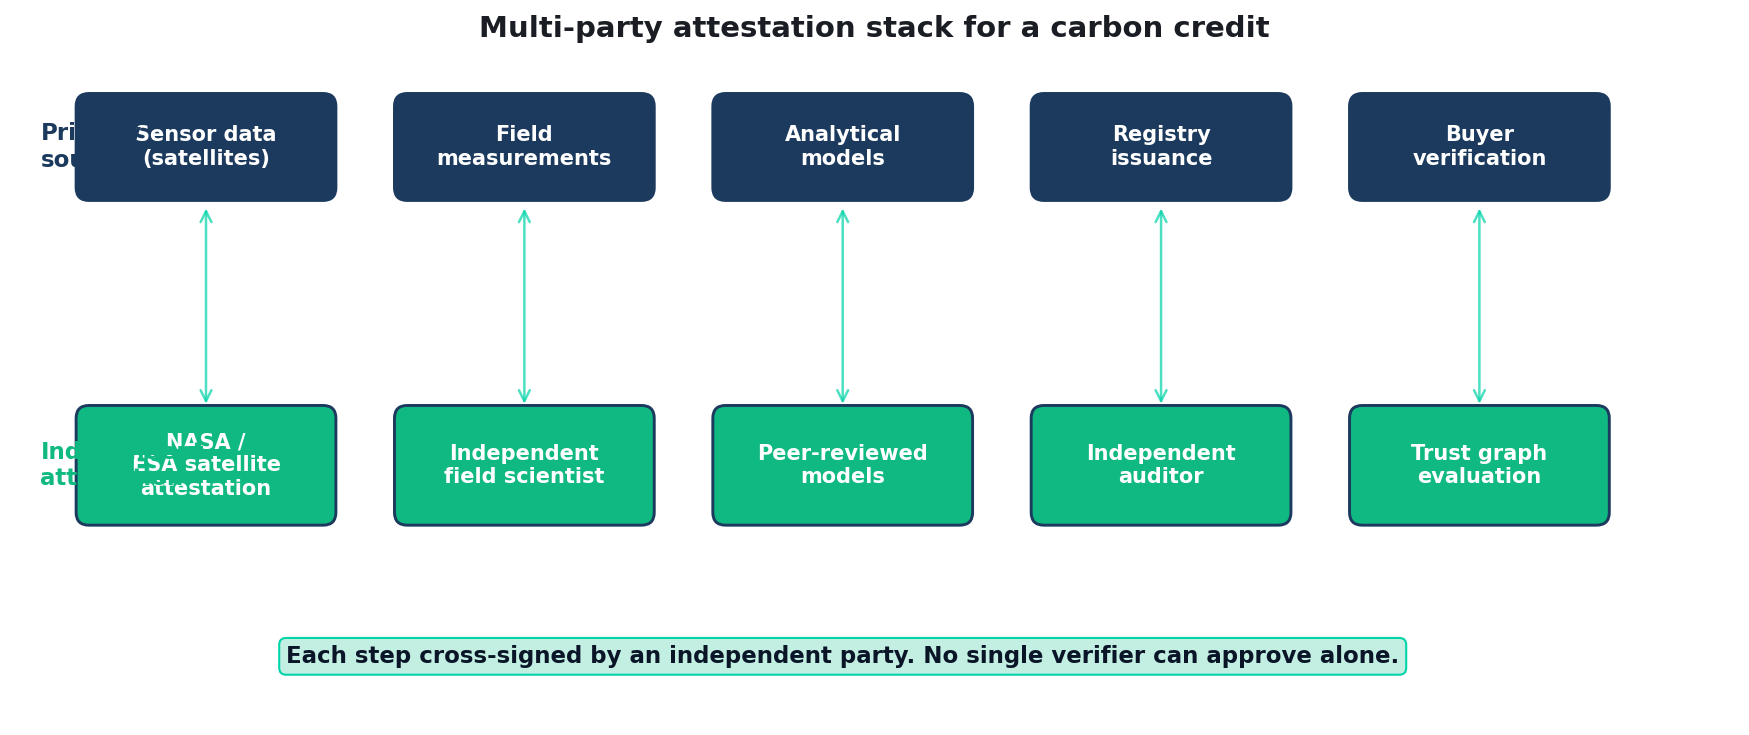 Multi-party attestation stack for a carbon credit
Sensor data
(satellites)
Field
measurements
Analytical
models
Registry
issuance
Buyer
verification
NASA /
ESA satellite
attestation
Independent
field scientist
Peer-reviewed
models
Independent
auditor
Trust graph
evaluation
Each step cross-signed by an independent party. No single verifier can approve alone.